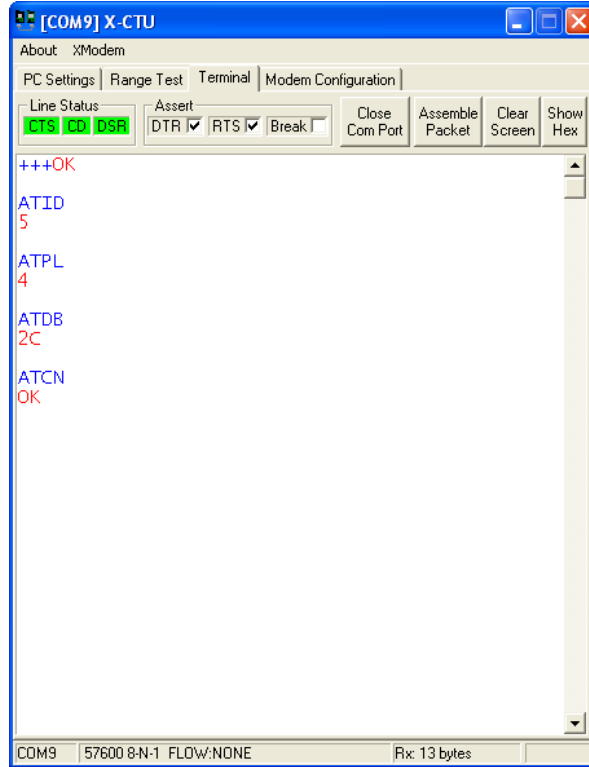 [COM9] X-CTU
About XModem
PC Settings Range Test Terminal Modem Configuration
Line Status Assert
CTS CD DSR DTR RTS Break
Close Com Port
Assemble Packet
Clear Screen
Show Hex
+++OK
ATID
5
ATPL
4
ATDB
2C
ATCN
OK
COM9 57600 8-N-1 FLOW:NONE Rx: 13 bytes